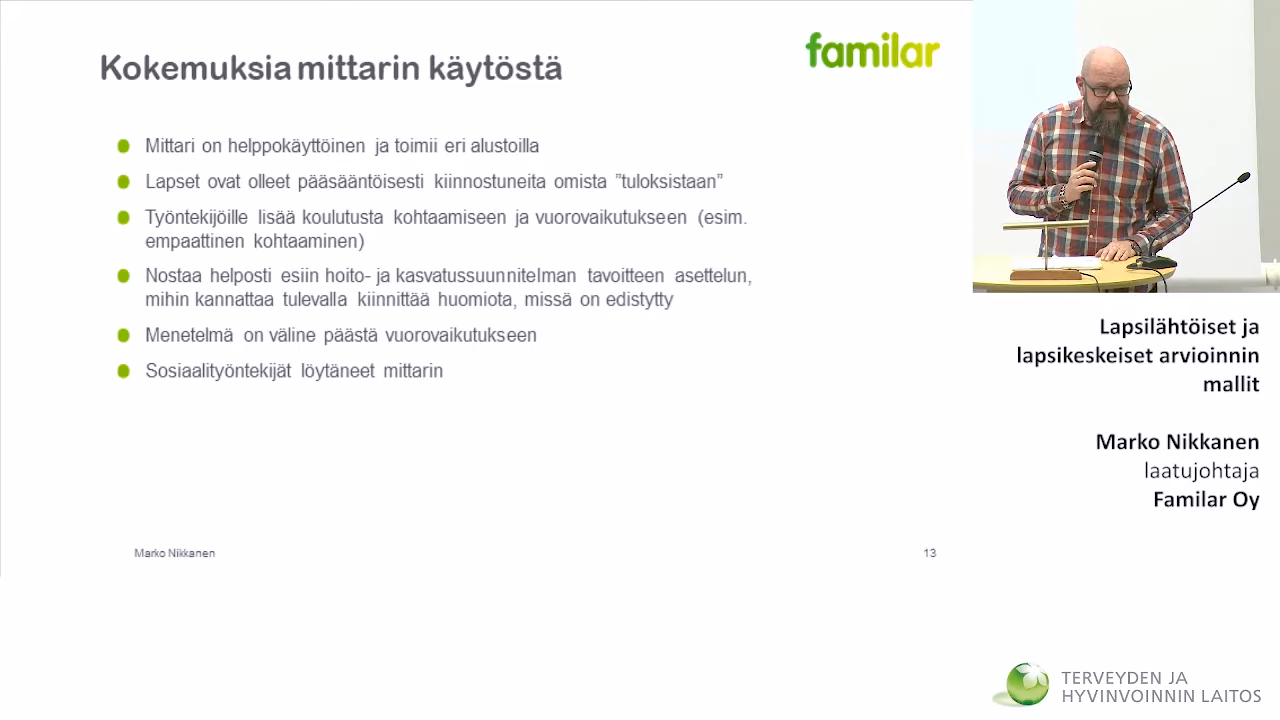 Kokemuksia mittarin käytöstä
familar
Mittari on helppokäyttöinen ja toimii eri alustoilla
Lapset ovat olleet pääsääntöisesti kiinnostuneita omista ”tuloksistaan”
Työntekijöille lisää koulutusta kohtaamiseen ja vuorovaikutukseen (esim.
empaattinen kohtaaminen)
Nostaa helposti esiin hoito- ja kasvatussuunnitelman tavoitteen asettelun,
mihin kannattaa tulevalla kiinnittää huomiota, missä on edistytty
Menetelmä on väline päästä vuorovaikutukseen
Sosiaalityöntekijät löytäneet mittarin
Marko Nikkanen
13
Lapsilähtöiset ja
lapsikeskeiset arvioinnin
mallit
Marko Nikkanen
laatujohtaja
Familar Oy
TERVEYDEN JA
HYVINVOINNIN LAITOS